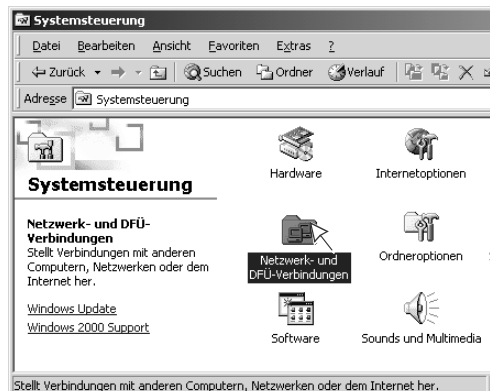 Systemsteuerung
Datei Bearbeiten Ansicht Favoriten Extras ?
Zurück Suchen Ordner Verlauf
Adresse Systemsteuerung
Systemsteuerung
Netzwerk- und DFÜ-
Verbindungen
Stellt Verbindungen mit anderen
Computern, Netzwerken oder dem
Internet her.
Windows Update
Windows 2000 Support
Hardware
Internetoptionen
Netzwerk- und
DFÜ-Verbindungen
Ordneroptionen
Software
Sounds und Multimedia
Stellt Verbindungen mit anderen Computern, Netzwerken oder dem Internet her.